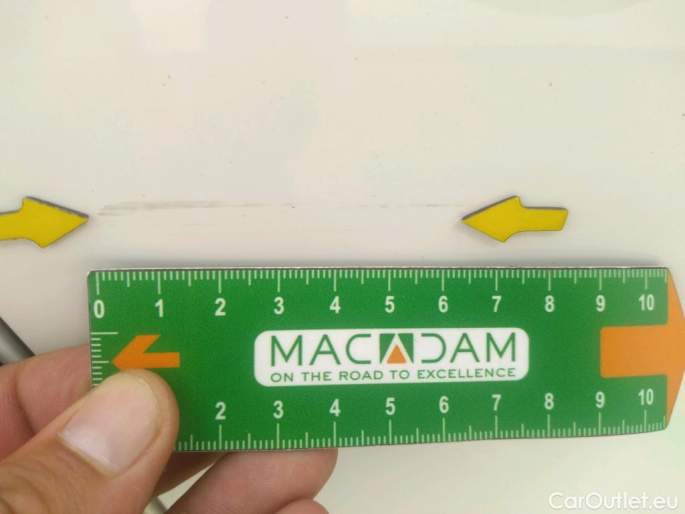 0 1 2 3 4 5 6 7 8 9 10
MACADAM
ON THE ROAD TO EXCELLENCE
2 3 4 5 6 7 8 9 10
CarOutlet.eu